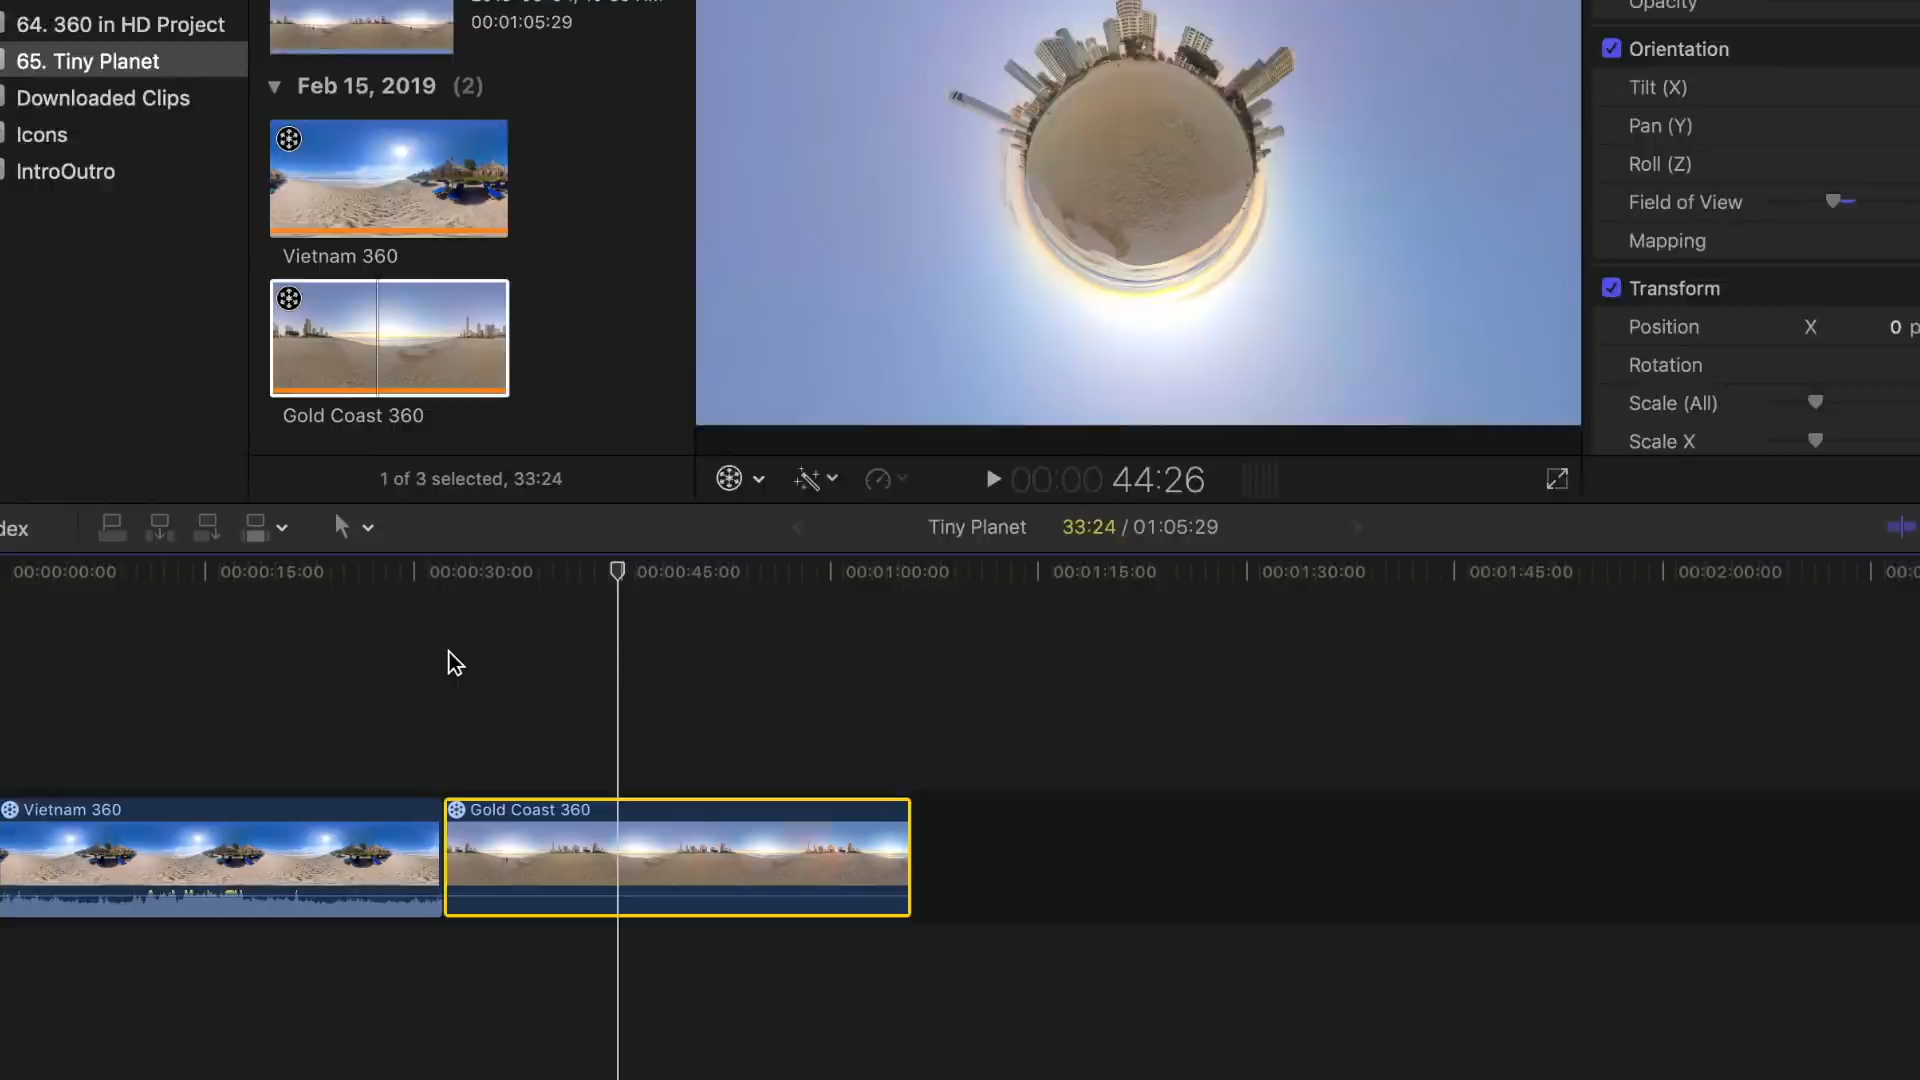 64. 360 in HD Project
65. Tiny Planet
Downloaded Clips
Icons
IntroOutro
00:01:05:29
Feb 15, 2019 (2)
Vietnam 360
Gold Coast 360
1 of 3 selected, 33:24
00:00 44:26
Opacity
Orientation
Tilt (X)
Pan (Y)
Roll (Z)
Field of View
Mapping
Transform
Position X 0 p
Rotation
Scale (All)
Scale X
dex
Tiny Planet 33:24 / 01:05:29
00:00:00:00 00:00:15:00 00:00:30:00 00:00:45:00 00:01:00:00 00:01:15:00 00:01:30:00 00:01:45:00 00:02:00:00 00:0
Vietnam 360
Gold Coast 360